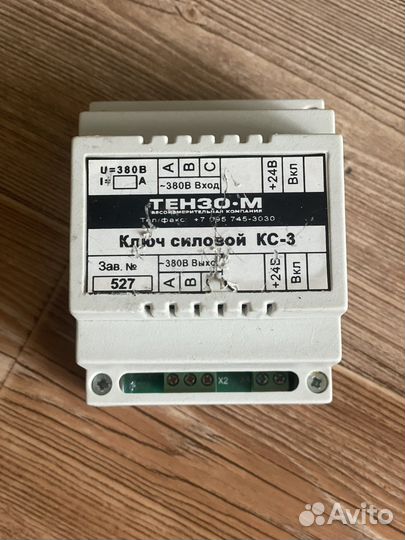 U=380В
I= А
А В С
~380В Вход
+24В
Вкл
ТЕНЗО-М
ВЕСОИЗМЕРИТЕЛЬНАЯ КОМПАНИЯ
Тел/факс: +7 095 745-3030
Ключ силовой КС-3
Зав. №
527
~380В Выход
А В
+24В
Вкл
X2
Avito